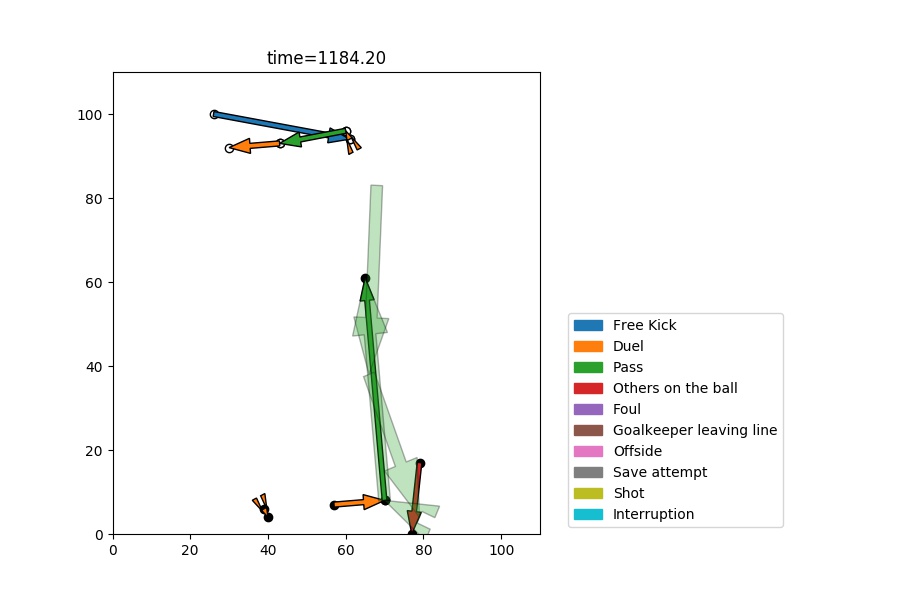 time=1184.20
100
80
60
40
20
0
0 20 40 60 80 100
Free Kick
Duel
Pass
Others on the ball
Foul
Goalkeeper leaving line
Offside
Save attempt
Shot
Interruption